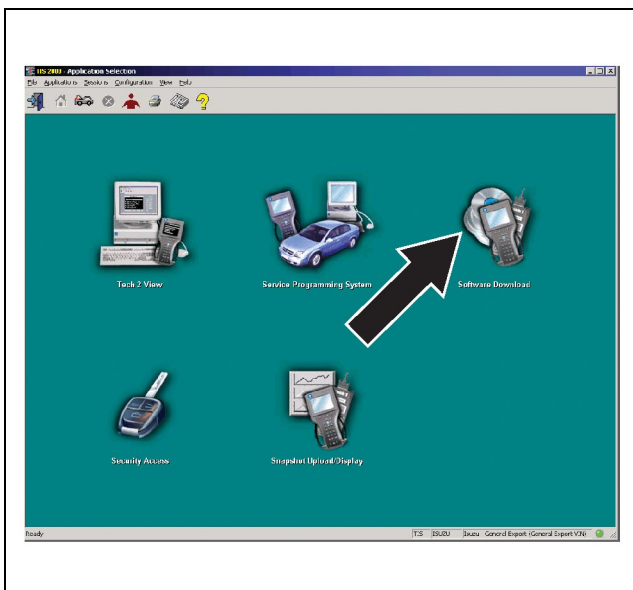 TIS 2000 - Application Selection
File Applications Sessions Configuration View Help
Tech 2 View
Service Programming System
Software Download
Security Access
Snapshot Upload/Display
Ready
TIS ISUZU Isuzu General Export (General Export VIN)